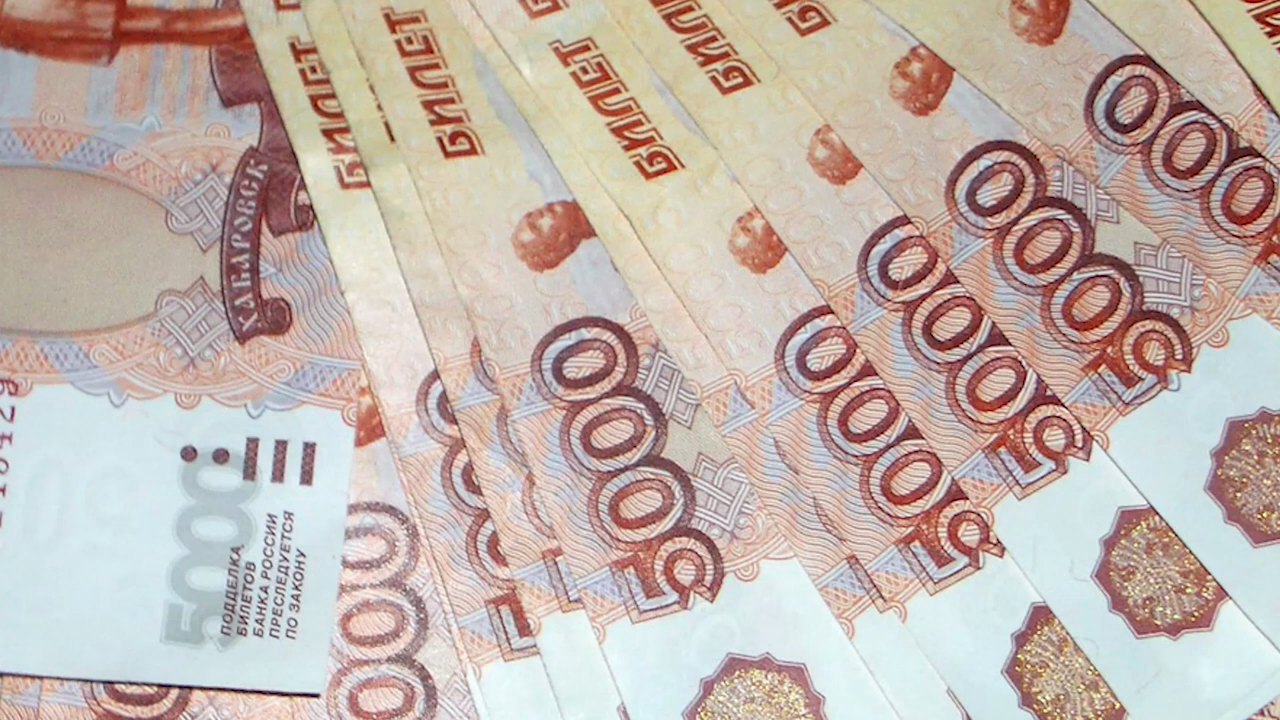 БИЛЕТ
БИЛЕТ
БИЛЕТ
БИЛЕТ
ХАБАРОВСК
5000
5000
5000
5000
5000
ПОДДЕЛКА
БИЛЕТОВ
БАНКА РОССИИ
ПРЕСЛЕДУЕТСЯ
ПО ЗАКОНУ